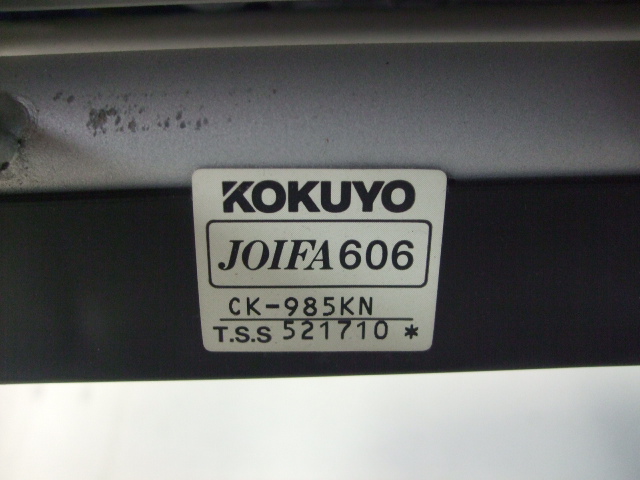 KOKUYO
JOIFA606
CK-985KN
T.S.S 521710 *